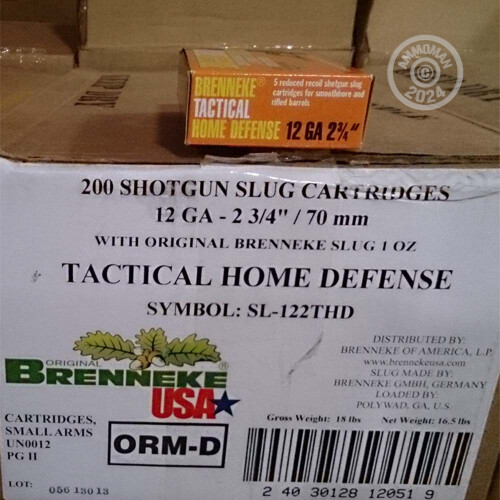 AMMOMAN
2024
BRENNEKE®
TACTICAL
HOME DEFENSE
5 reduced recoil shotgun slug
cartridges for smoothbore and
rifled barrels
12 GA 2¾"
200 SHOTGUN SLUG CARTRIDGES
12 GA - 2 3/4" / 70 mm
WITH ORIGINAL BRENNEKE SLUG 1 OZ
TACTICAL HOME DEFENSE
SYMBOL: SL-122THD
ORIGINAL
BRENNEKE®
USA
DISTRIBUTED BY:
BRENNEKE OF AMERICA, L.P.
www.brennekeusa.com
SLUG MADE BY:
BRENNEKE GMBH, GERMANY
LOADED BY:
POLYWAD, GA, U.S.
CARTRIDGES,
SMALL ARMS
UN0012
PG II
ORM-D
Gross Weight: 18 lbs Net Weight: 16.5 lbs
LOT: 056 13013
2 40 30128 12051 9